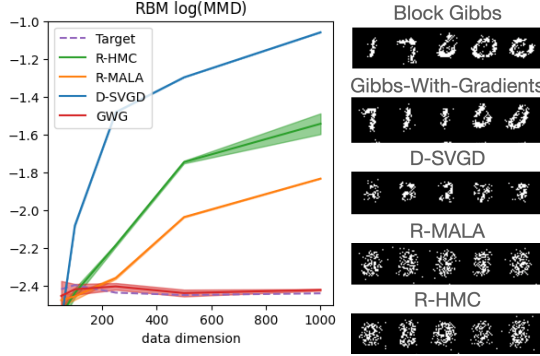 RBM log(MMD)
−1.0
−1.2
−1.4
−1.6
−1.8
−2.0
−2.2
−2.4
Target
R-HMC
R-MALA
D-SVGD
GWG
200
400
600
800
1000
data dimension
Block Gibbs
Gibbs-With-Gradients
D-SVGD
R-MALA
R-HMC